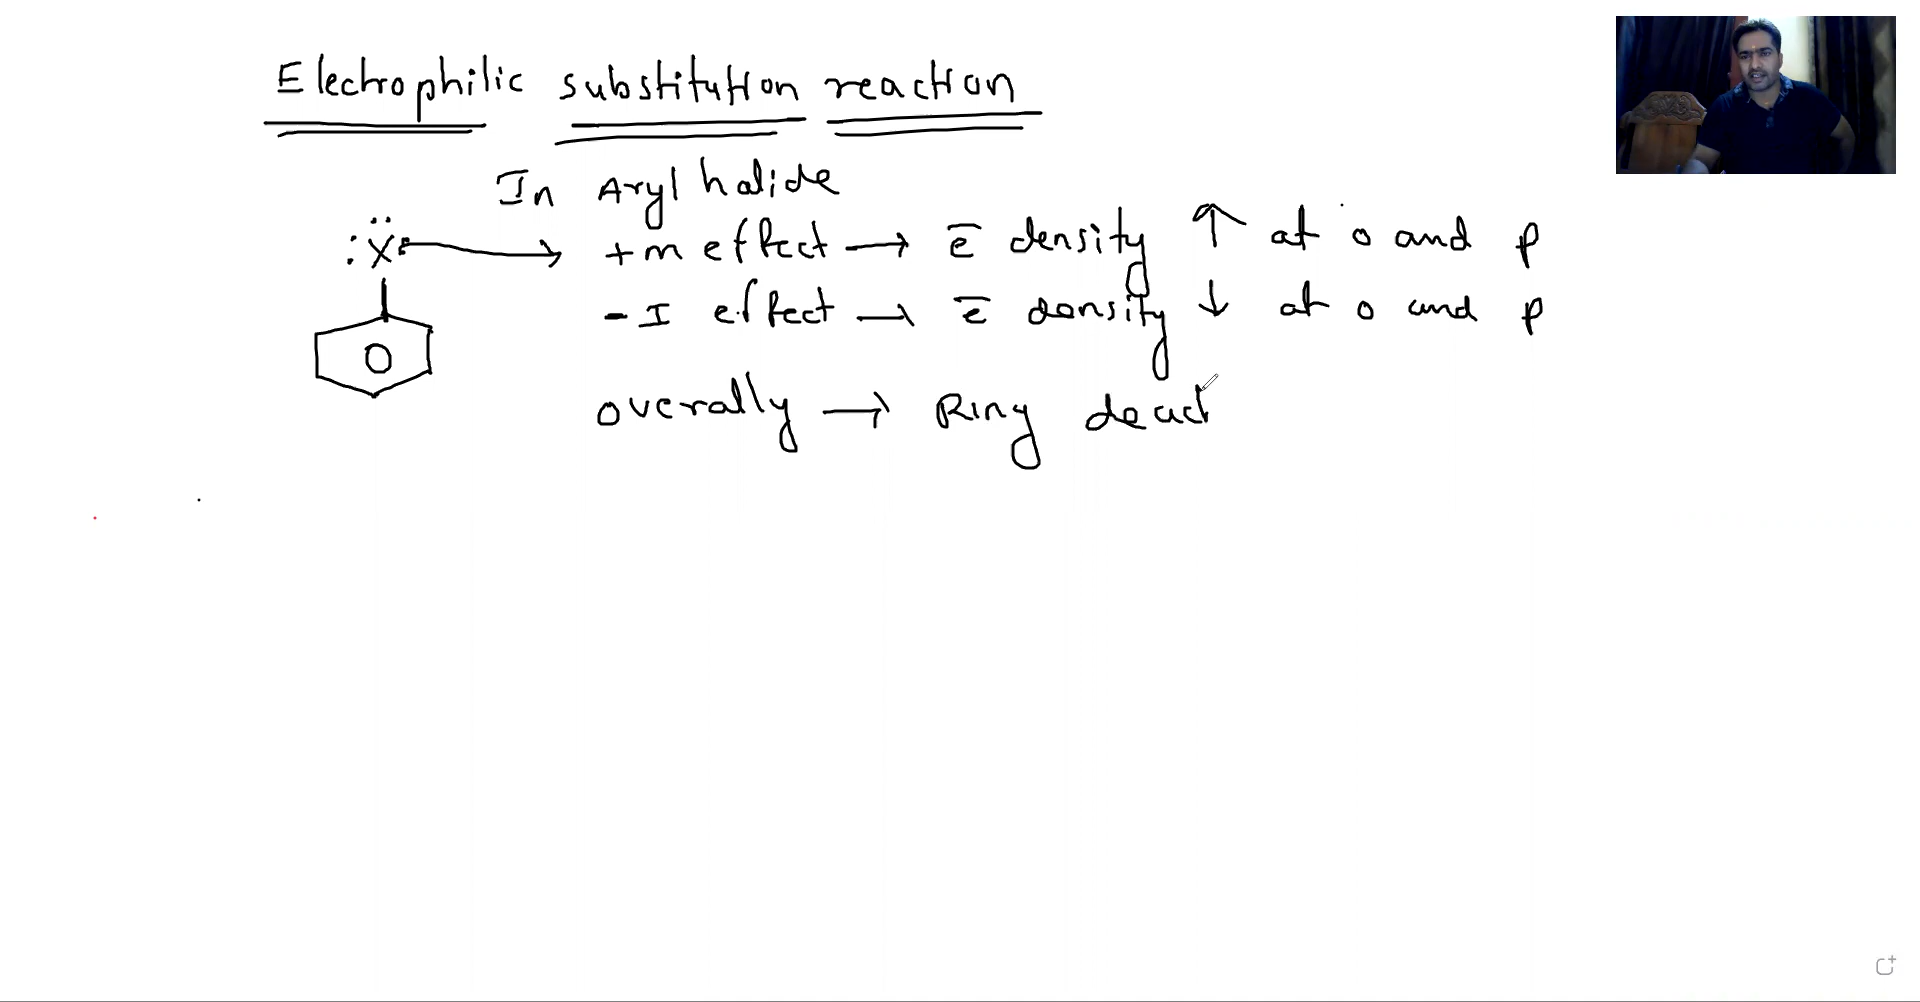 Electrophilic substitution reaction
In Aryl halide
:Ẍ: → +m effect → ē density ↑ at o and p
-I effect → ē density ↓ at o and p
overally → Ring deact